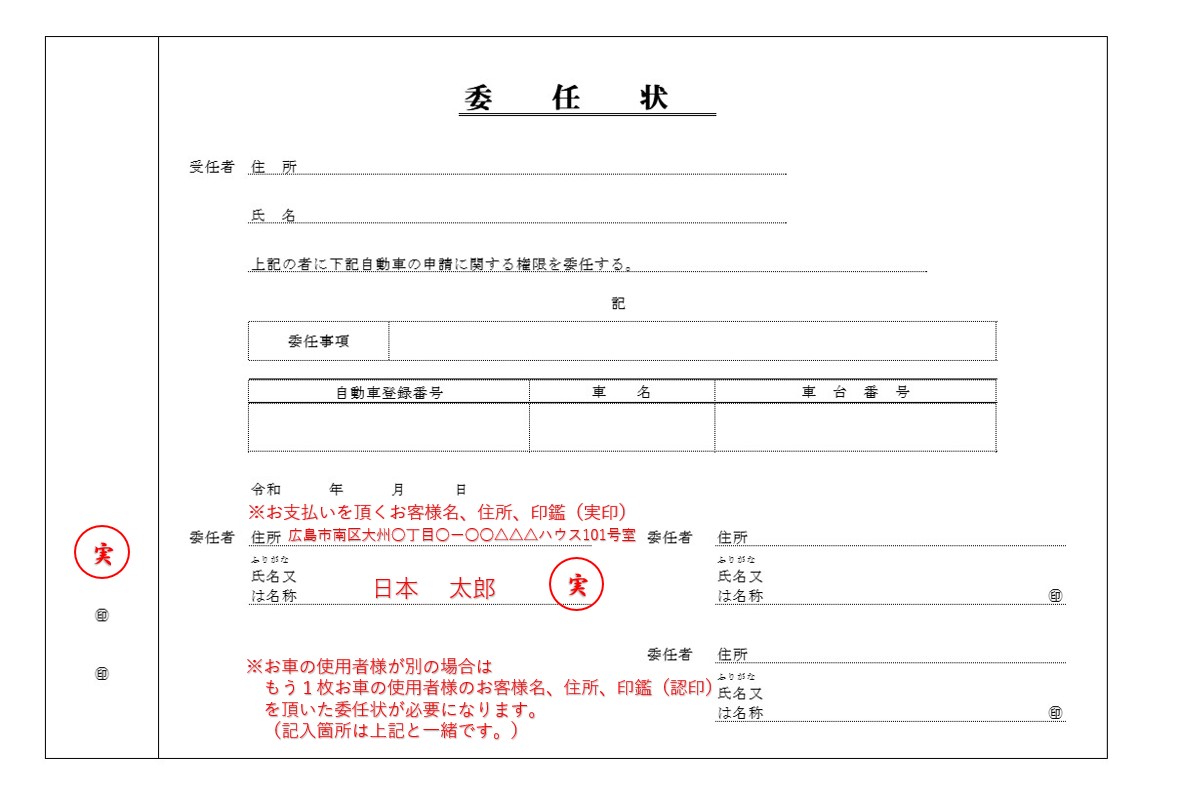 委　任　状
受任者　住　所
氏　名
上記の者に下記自動車の申請に関する権限を委任する。
記
委任事項
自動車登録番号　車　名　車　台　番　号
令和　　年　　月　　日
※お支払いを頂くお客様名、住所、印鑑（実印）
委任者　住所　広島市南区大州〇丁目〇ー〇〇△△△ハウス101号室　委任者　住所
ふりがな　ふりがな
実　氏名又　氏名又
は名称　日本　太郎　実　は名称　㊞
㊞
委任者　住所
※お車の使用者様が別の場合は
㊞　ふりがな
もう１枚お車の使用者様のお客様名、住所、印鑑（認印）　氏名又
を頂いた委任状が必要になります。　は名称　㊞
（記入箇所は上記と一緒です。）